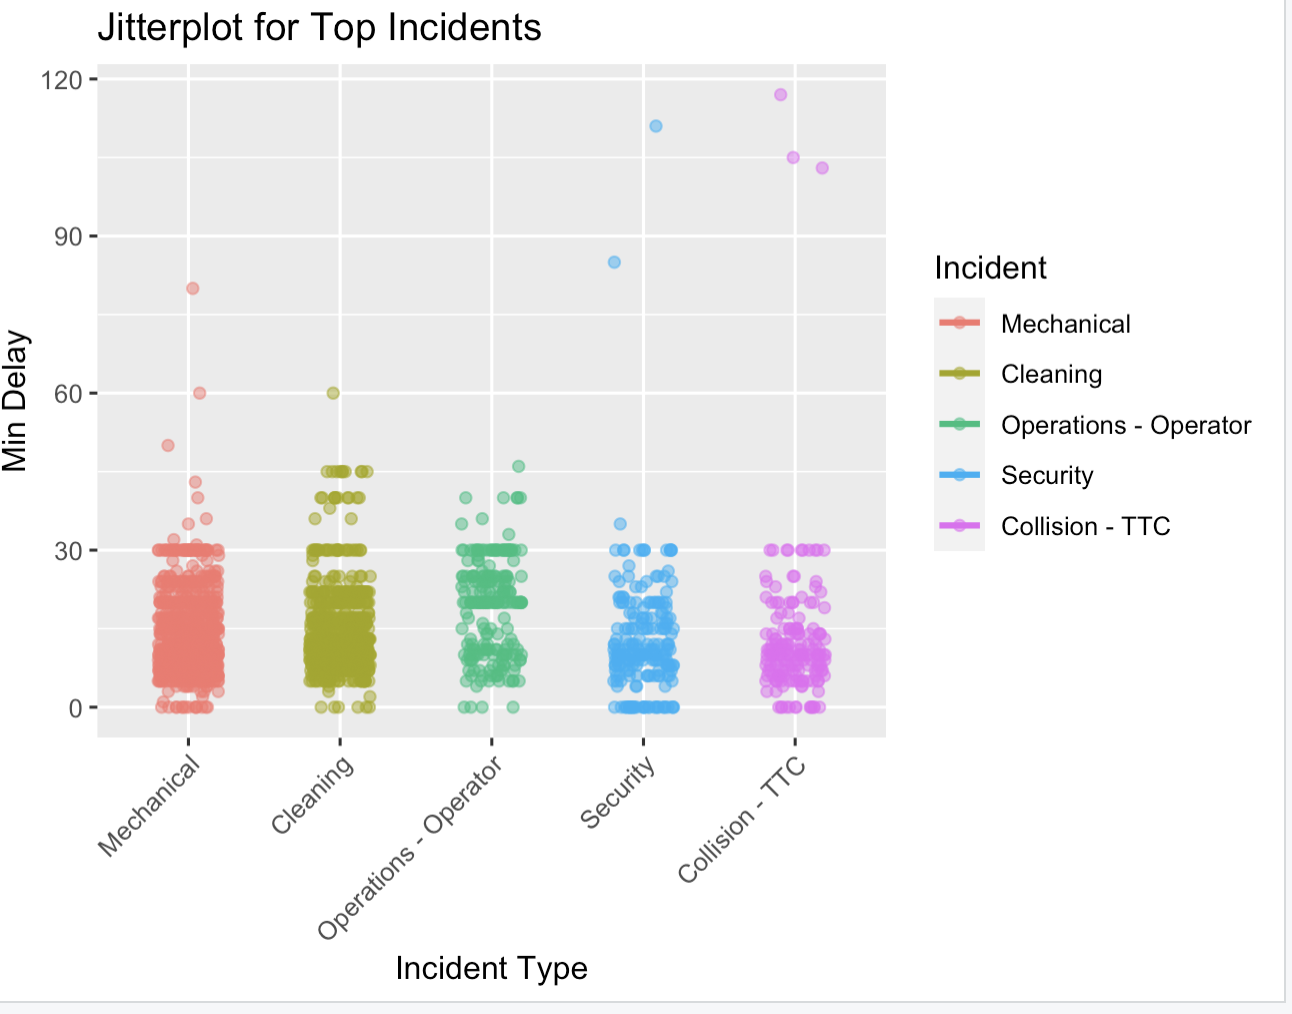 Jitterplot for Top Incidents
120
90
60
30
0
Min Delay
Mechanical
Cleaning
Operations - Operator
Security
Collision - TTC
Incident Type
Incident
Mechanical
Cleaning
Operations - Operator
Security
Collision - TTC